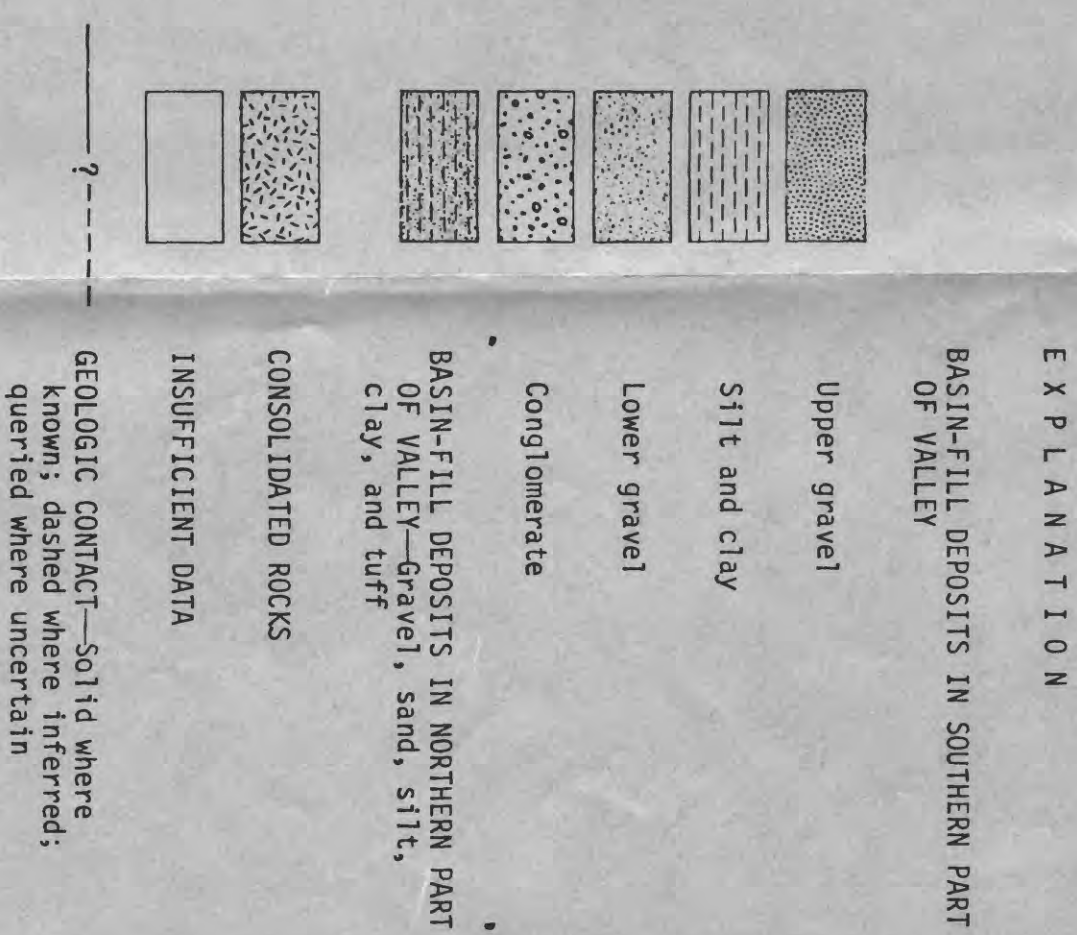 E X P L A N A T I O N
BASIN-FILL DEPOSITS IN SOUTHERN PART
OF VALLEY
Upper gravel
Silt and clay
Lower gravel
Conglomerate
BASIN-FILL DEPOSITS IN NORTHERN PART
OF VALLEY—Gravel, sand, silt,
clay, and tuff
CONSOLIDATED ROCKS
INSUFFICIENT DATA
?
GEOLOGIC CONTACT—Solid where
known; dashed where inferred;
queried where uncertain